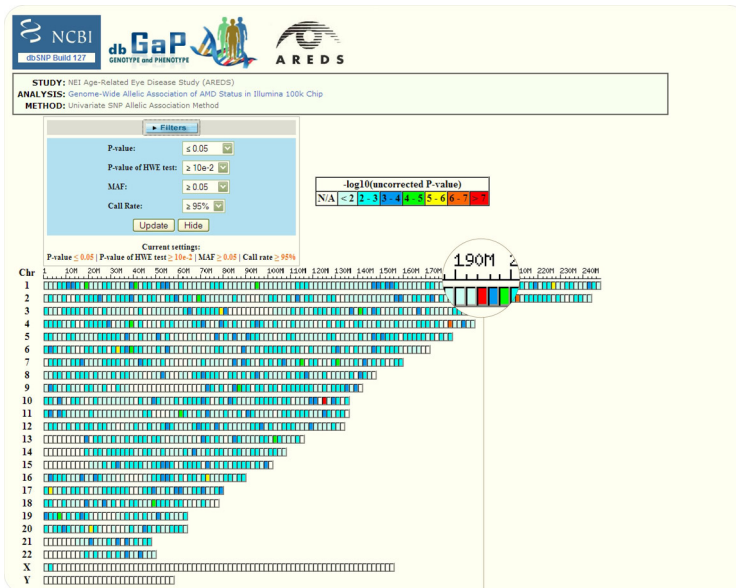 NCBI
dbSNP Build 127
db GaP
GENOTYPE and PHENOTYPE
AREDS
STUDY: NEI Age-Related Eye Disease Study (AREDS)
ANALYSIS: Genome-Wide Allelic Association of AMD Status in Illumina 100k Chip
METHOD: Univariate SNP Allelic Association Method
Filters
P-value: ≤ 0.05
P-value of HWE test: ≥ 10e-2
MAF: ≥ 0.05
Call Rate: ≥ 95%
Update Hide
-log10(uncorrected P-value)
N/A < 2 2 - 3 3 - 4 4 - 5 5 - 6 6 - 7 > 7
Current settings:
P-value ≤ 0.05 | P-value of HWE test ≥ 10e-2 | MAF ≥ 0.05 | Call rate ≥ 95%
190M 2
Chr 1 10M 20M 30M 40M 50M 60M 70M 80M 90M 100M 110M 120M 130M 140M 150M 160M 170M 10M 220M 230M 240M
1
2
3
4
5
6
7
8
9
10
11
12
13
14
15
16
17
18
19
20
21
22
X
Y